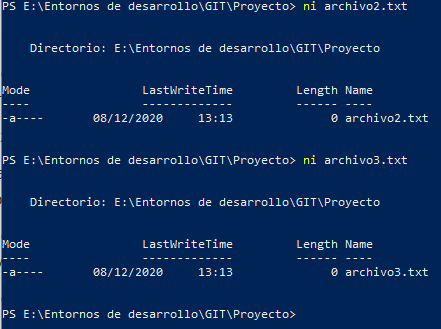 PS E:\Entornos de desarrollo\GIT\Proyecto> ni archivo2.txt
Directorio: E:\Entornos de desarrollo\GIT\Proyecto
Mode LastWriteTime Length Name
---- ------------- ------ ----
-a---- 08/12/2020 13:13 0 archivo2.txt
PS E:\Entornos de desarrollo\GIT\Proyecto> ni archivo3.txt
Directorio: E:\Entornos de desarrollo\GIT\Proyecto
Mode LastWriteTime Length Name
---- ------------- ------ ----
-a---- 08/12/2020 13:13 0 archivo3.txt
PS E:\Entornos de desarrollo\GIT\Proyecto>